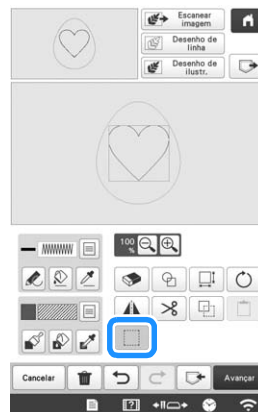 Escanear
imagem
Desenho de
linha
Desenho de
ilustr.
100
%
Cancelar
Avançar
?